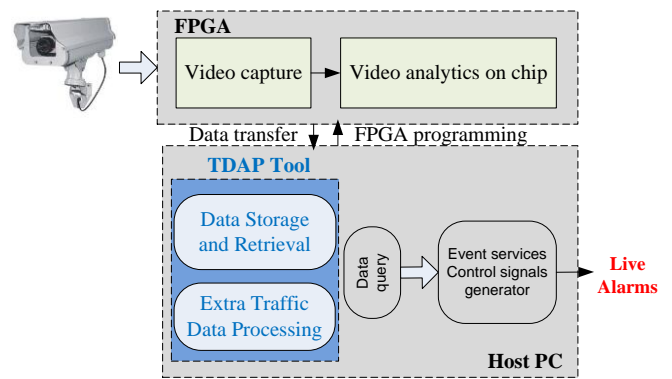 FPGA
Video capture
Video analytics on chip
Data transfer
FPGA programming
TDAP Tool
Data Storage
and Retrieval
Extra Traffic
Data Processing
Data
query
Event services
Control signals
generator
Live
Alarms
Host PC